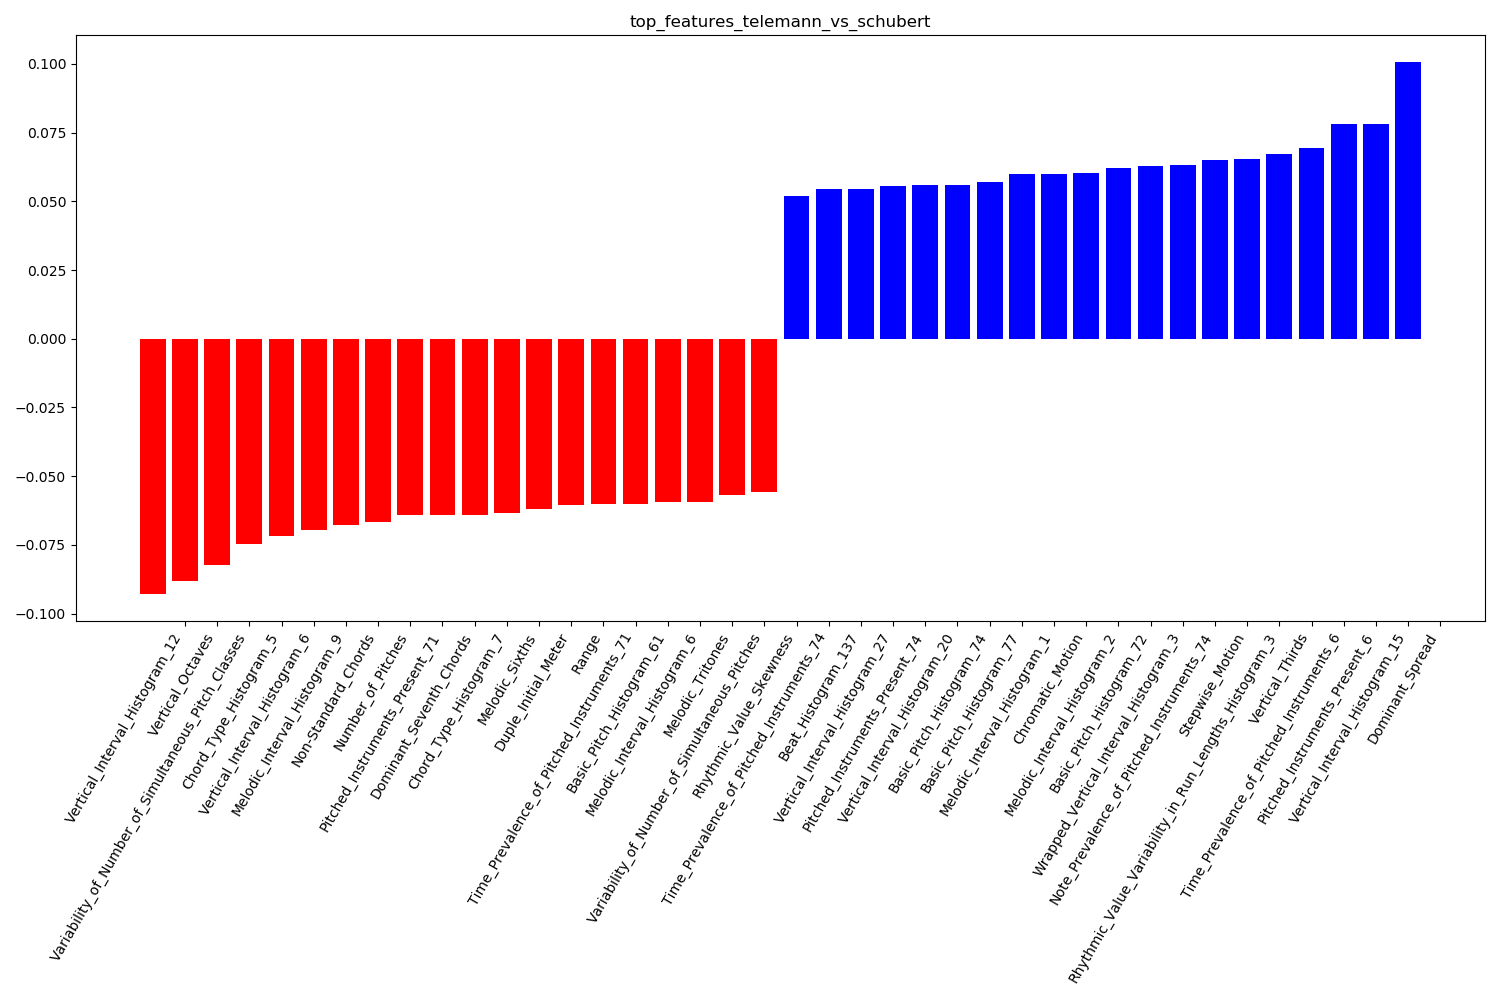 top_features_telemann_vs_schubert
0.100
0.075
0.050
0.025
0.000
−0.025
−0.050
−0.075
−0.100
Vertical_Interval_Histogram_12
Vertical_Octaves
Variability_of_Number_of_Simultaneous_Pitch_Classes
Chord_Type_Histogram_5
Vertical_Interval_Histogram_6
Melodic_Interval_Histogram_9
Non-Standard_Chords
Number_of_Pitches
Pitched_Instruments_Present_71
Dominant_Seventh_Chords
Chord_Type_Histogram_7
Melodic_Sixths
Duple_Initial_Meter
Range
Time_Prevalence_of_Pitched_Instruments_71
Basic_Pitch_Histogram_61
Melodic_Interval_Histogram_6
Melodic_Tritones
Variability_of_Number_of_Simultaneous_Pitches
Rhythmic_Value_Skewness
Time_Prevalence_of_Pitched_Instruments_74
Beat_Histogram_137
Vertical_Interval_Histogram_27
Pitched_Instruments_Present_74
Vertical_Interval_Histogram_20
Basic_Pitch_Histogram_74
Basic_Pitch_Histogram_77
Melodic_Interval_Histogram_1
Chromatic_Motion
Melodic_Interval_Histogram_2
Basic_Pitch_Histogram_72
Wrapped_Vertical_Interval_Histogram_3
Note_Prevalence_of_Pitched_Instruments_74
Stepwise_Motion
Rhythmic_Value_Variability_in_Run_Lengths_Histogram_3
Vertical_Thirds
Time_Prevalence_of_Pitched_Instruments_6
Pitched_Instruments_Present_6
Vertical_Interval_Histogram_15
Dominant_Spread